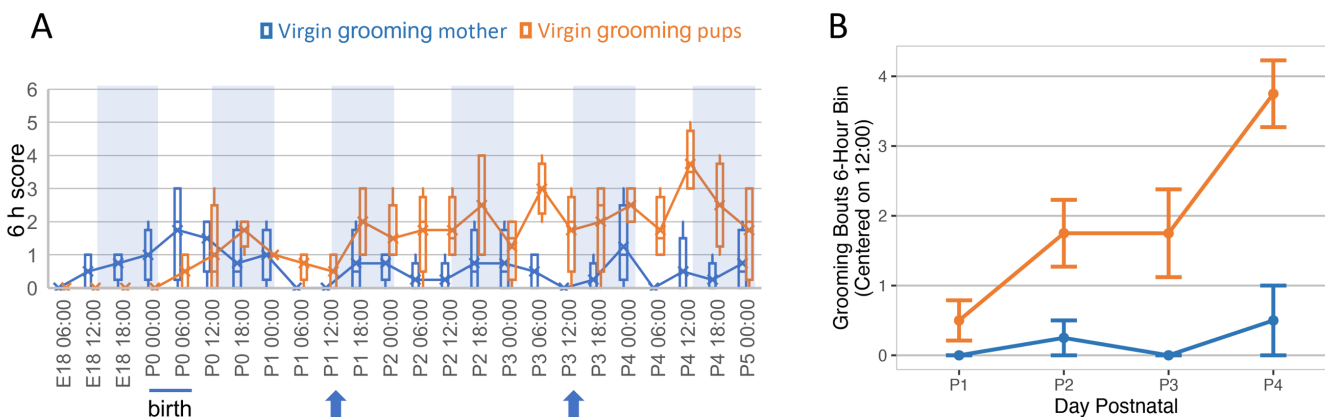 A
Virgin grooming mother Virgin grooming pups
6 h score
6
5
4
3
2
1
0
E18 06:00
E18 12:00
E18 18:00
P0 00:00
P0 06:00
P0 12:00
P0 18:00
P1 00:00
P1 06:00
P1 12:00
P1 18:00
P2 00:00
P2 06:00
P2 12:00
P2 18:00
P3 00:00
P3 06:00
P3 12:00
P3 18:00
P4 00:00
P4 06:00
P4 12:00
P4 18:00
P5 00:00
birth
B
Grooming Bouts 6-Hour Bin
(Centered on 12:00)
4
3
2
1
0
P1 P2 P3 P4
Day Postnatal